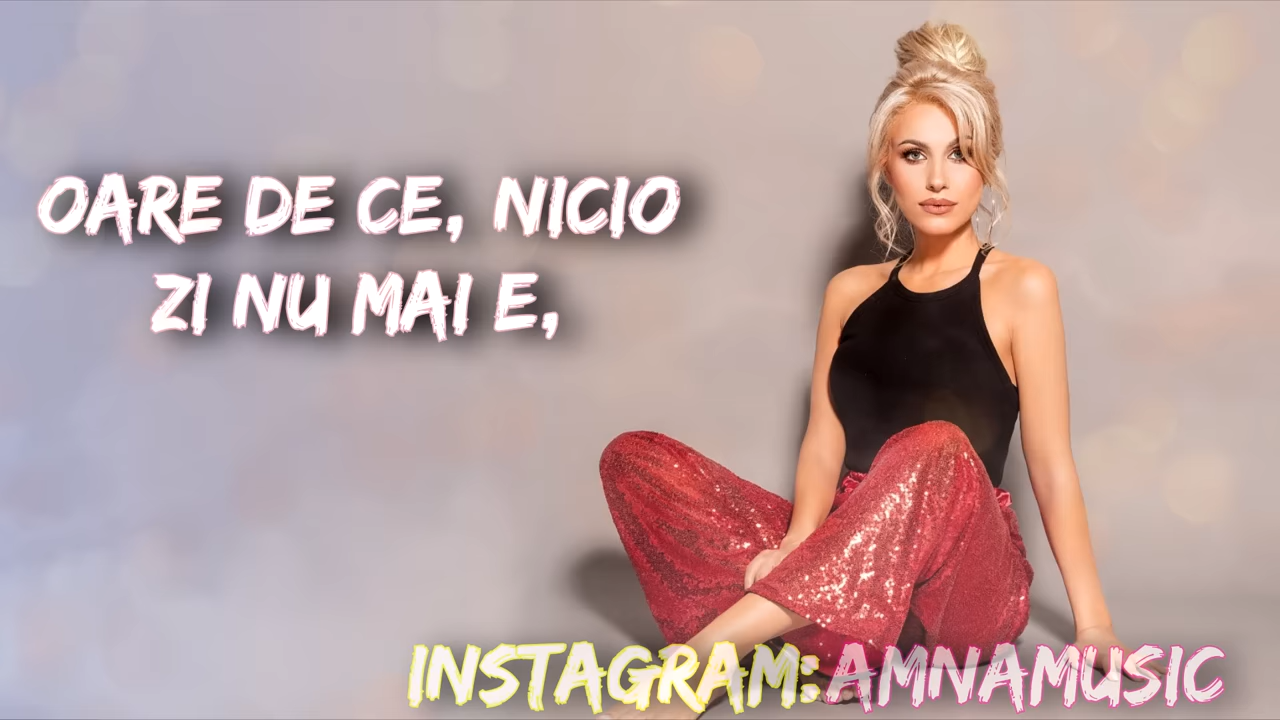 OARE DE CE, NICIO
ZI NU MAI E,
INSTAGRAM: AMNAMUSIC